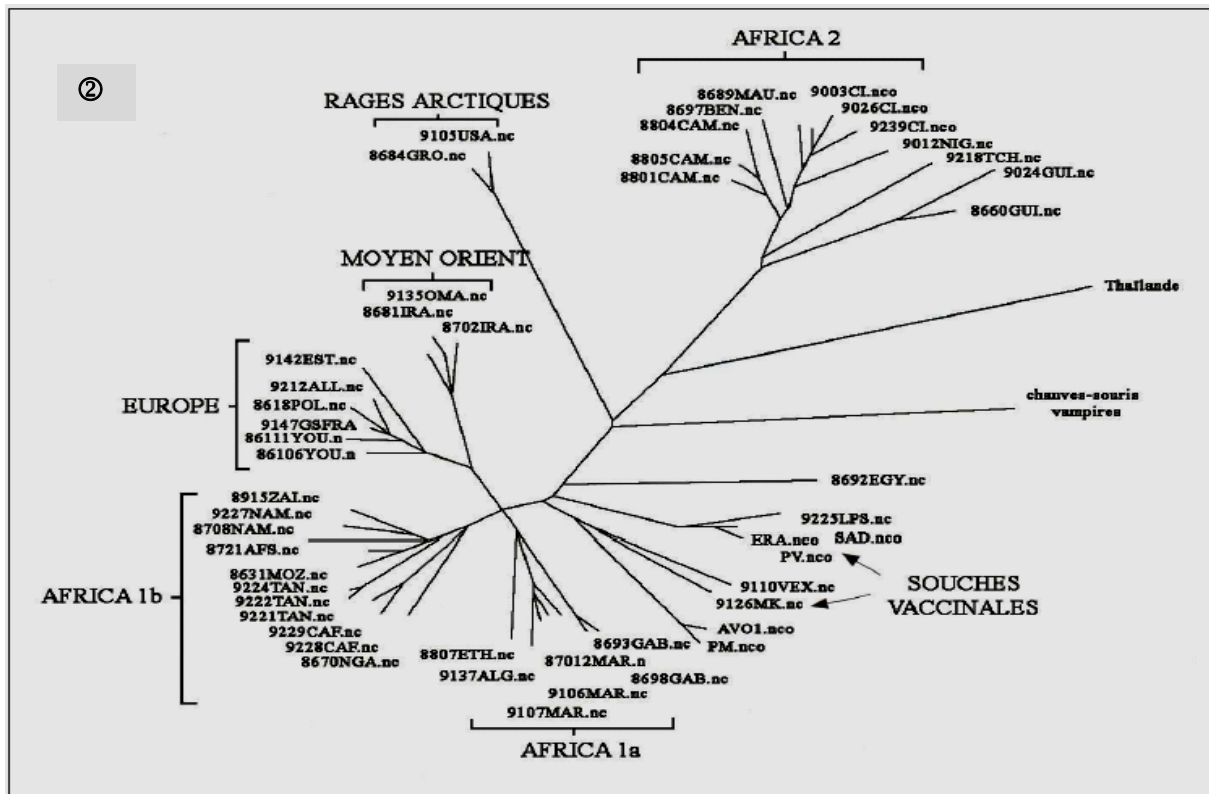 ②
AFRICA 2
RAGES ARCTIQUES
9105USA.nc
8684GRO.nc
8689MAU.nc
9003CI.nco
8697BEN.nc
9026CI.nco
8804CAM.nc
9239CI.nco
9012NIG.nc
8805CAM.nc
9218TCH.nc
8801CAM.nc
9024GUI.nc
8660GUI.nc
MOYEN ORIENT
9135OMA.nc
8681IRA.nc
8702IRA.nc
Thaïlande
EUROPE
9142EST.nc
9212ALL.nc
8618POL.nc
9147GSFRA
86111YOU.n
86106YOU.n
chauves-souris
vampires
8692EGY.nc
AFRICA 1b
8915ZAI.nc
9227NAM.nc
8708NAM.nc
8721AFS.nc
8631MOZ.nc
9224TAN.nc
9222TAN.nc
9221TAN.nc
9229CAF.nc
9228CAF.nc
8670NGA.nc
9225LPS.nc
ERA.nco
SAD.nco
PV.nco
9110VEX.nc
9126MK.nc
SOUCHES
VACCINALES
AVO1.nco
PM.nco
8693GAB.nc
8807ETH.nc
87012MAR.n
9137ALG.nc
8698GAB.nc
9106MAR.nc
9107MAR.nc
AFRICA 1a